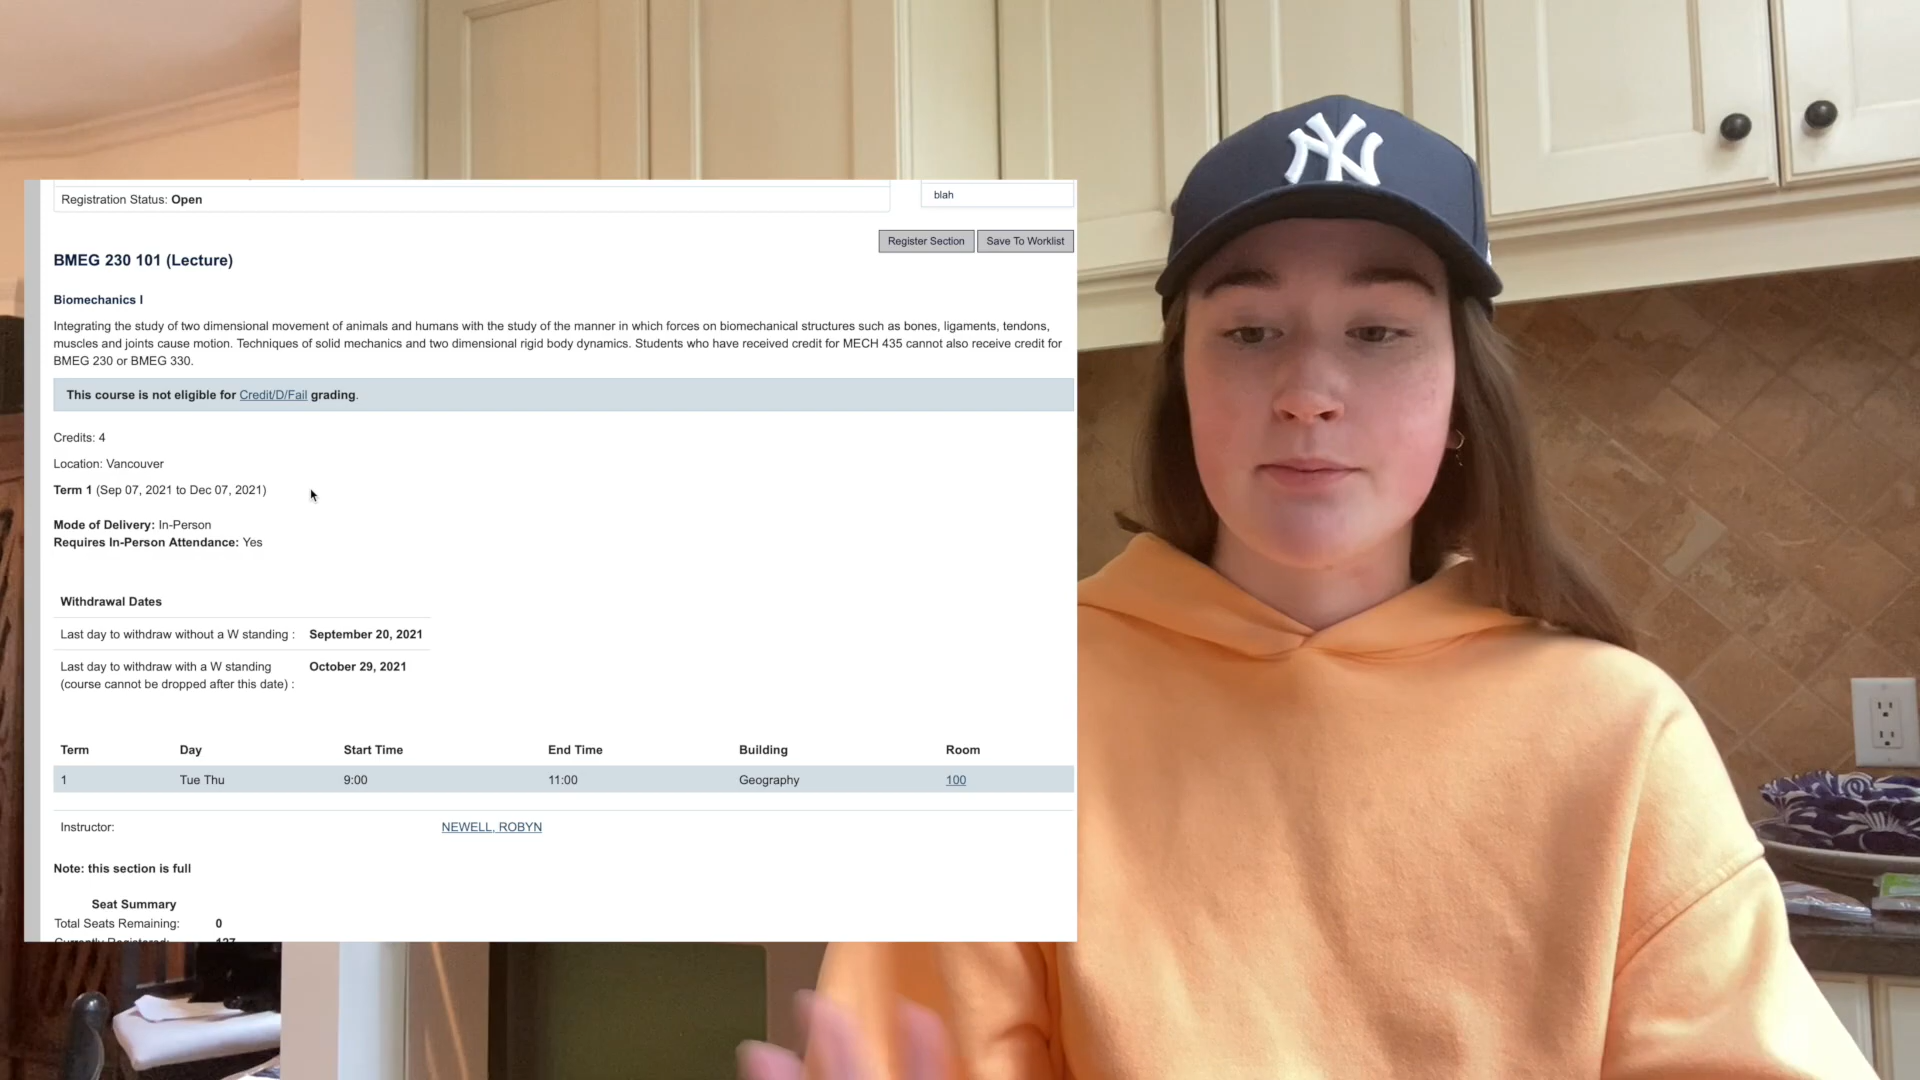 Registration Status: Open
blah
Register Section
Save To Worklist
BMEG 230 101 (Lecture)
Biomechanics I
Integrating the study of two dimensional movement of animals and humans with the study of the manner in which forces on biomechanical structures such as bones, ligaments, tendons,
muscles and joints cause motion. Techniques of solid mechanics and two dimensional rigid body dynamics. Students who have received credit for MECH 435 cannot also receive credit for
BMEG 230 or BMEG 330.
This course is not eligible for Credit/D/Fail grading.
Credits: 4
Location: Vancouver
Term 1 (Sep 07, 2021 to Dec 07, 2021)
Mode of Delivery: In-Person
Requires In-Person Attendance: Yes
Withdrawal Dates
Last day to withdraw without a W standing : September 20, 2021
Last day to withdraw with a W standing October 29, 2021
(course cannot be dropped after this date) :
Term Day Start Time End Time Building Room
1 Tue Thu 9:00 11:00 Geography 100
Instructor: NEWELL, ROBYN
Note: this section is full
Seat Summary
Total Seats Remaining: 0
Currently Registered: 127
NY